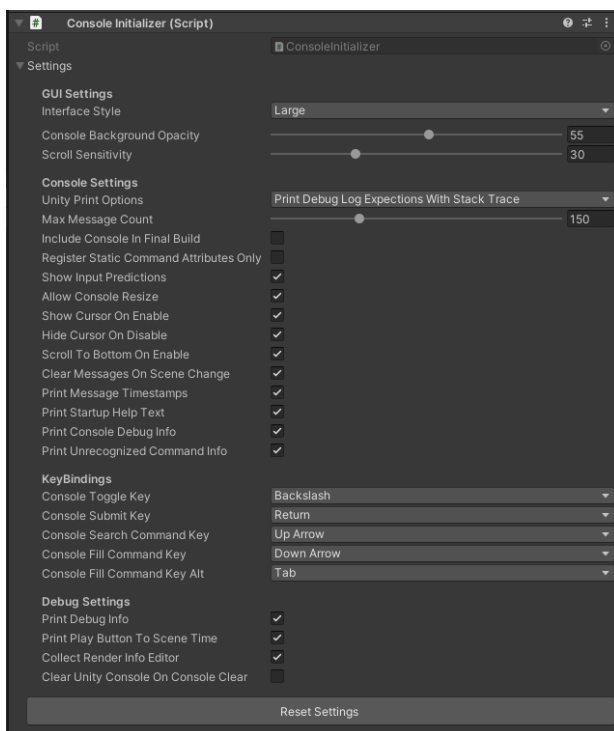 Console Initializer (Script)
Script ConsoleInitializer
Settings
GUI Settings
Interface Style Large
Console Background Opacity 55
Scroll Sensitivity 30
Console Settings
Unity Print Options Print Debug Log Expections With Stack Trace
Max Message Count 150
Include Console In Final Build
Register Static Command Attributes Only
Show Input Predictions
Allow Console Resize
Show Cursor On Enable
Hide Cursor On Disable
Scroll To Bottom On Enable
Clear Messages On Scene Change
Print Message Timestamps
Print Startup Help Text
Print Console Debug Info
Print Unrecognized Command Info
KeyBindings
Console Toggle Key Backslash
Console Submit Key Return
Console Search Command Key Up Arrow
Console Fill Command Key Down Arrow
Console Fill Command Key Alt Tab
Debug Settings
Print Debug Info
Print Play Button To Scene Time
Collect Render Info Editor
Clear Unity Console On Console Clear
Reset Settings